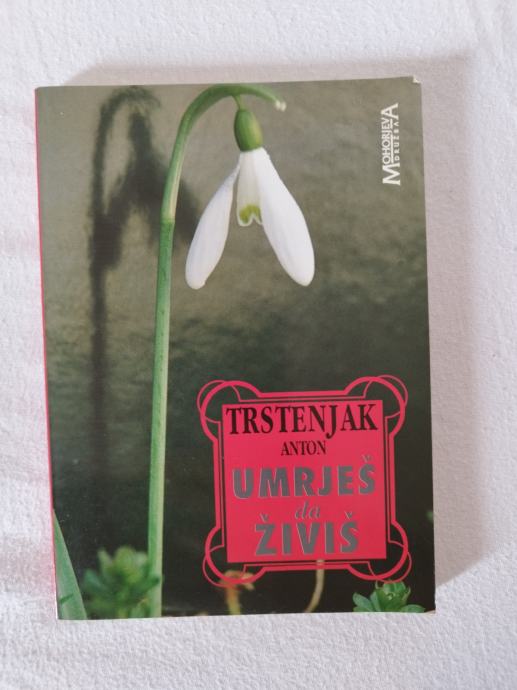 MOHORJEVA
DRUŽBA
TRSTENJAK
ANTON
UMRJEŠ
da
ŽIVIŠ